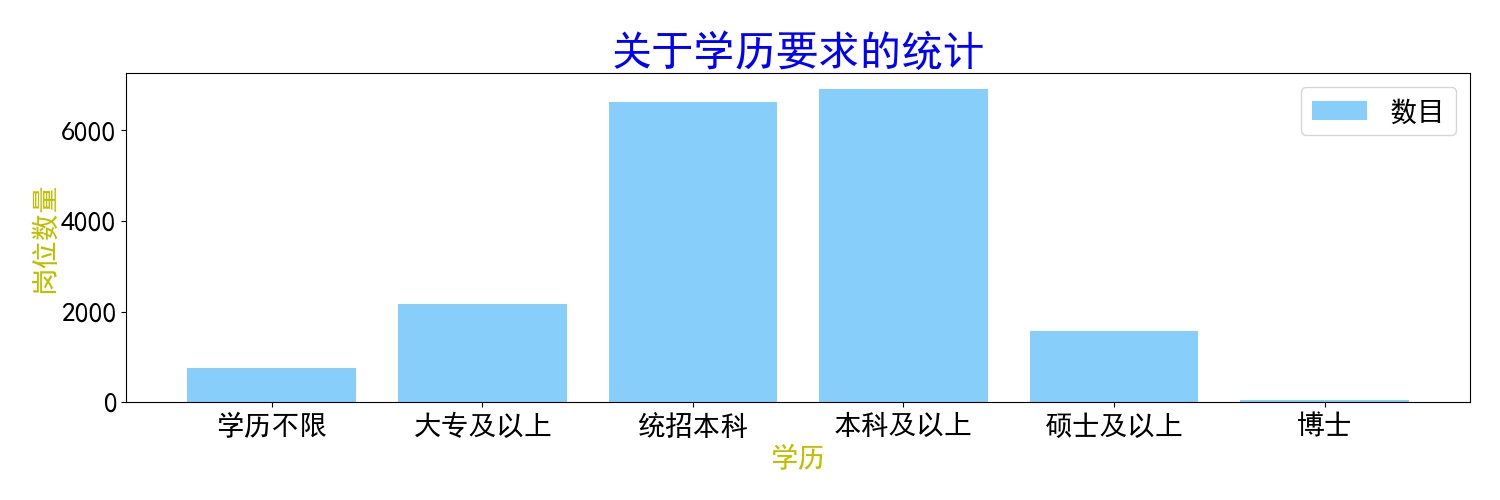 关于学历要求的统计
数目
岗位数量
6000
4000
2000
0
学历不限 大专及以上 统招本科 本科及以上 硕士及以上 博士
学历